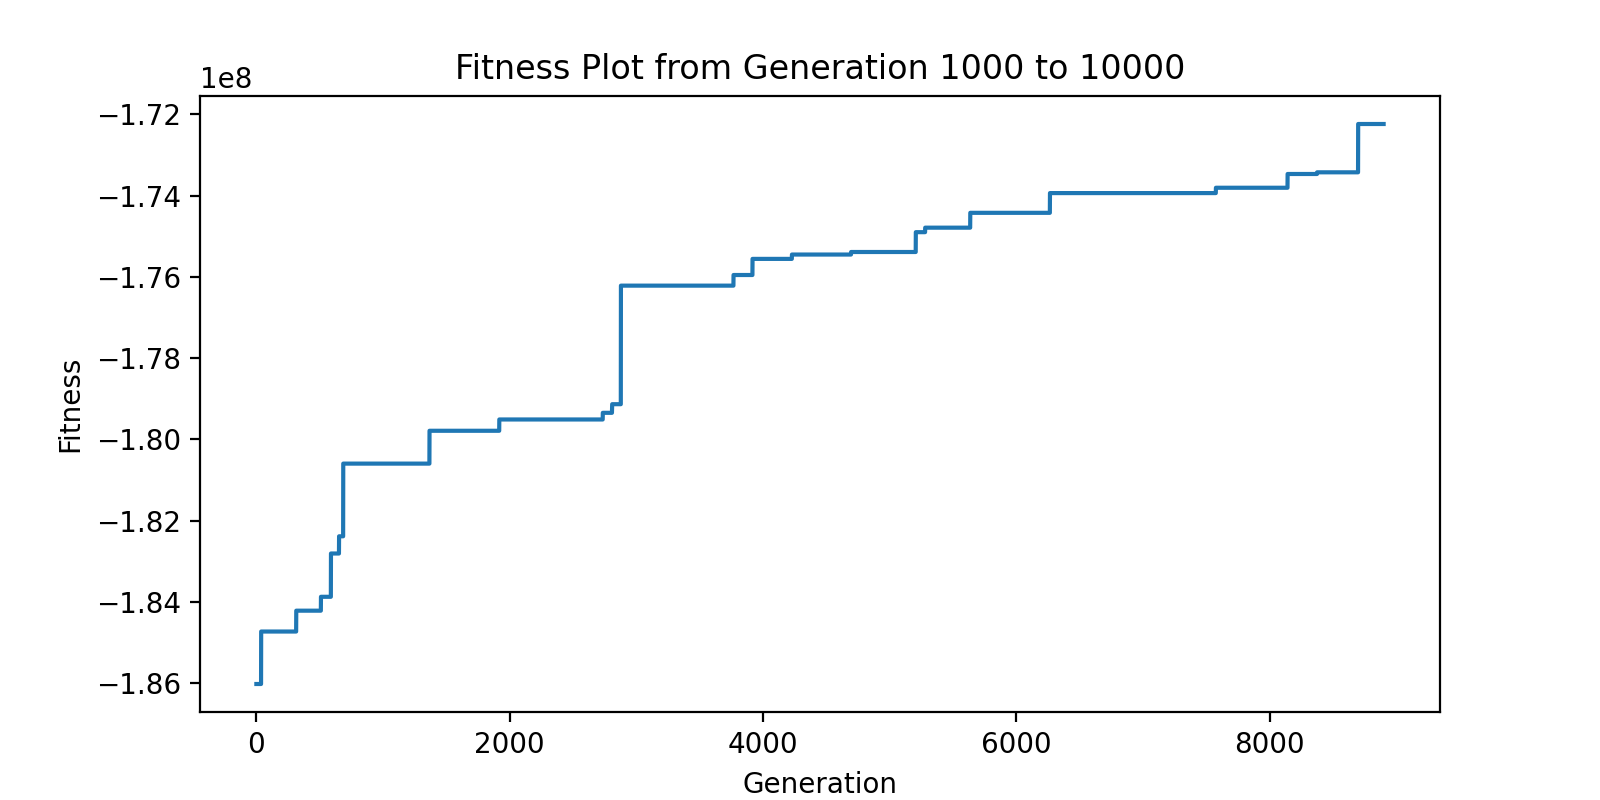 Fitness Plot from Generation 1000 to 10000
1e8
−1.72
−1.74
−1.76
−1.78
−1.80
−1.82
−1.84
−1.86
Fitness
0 2000 4000 6000 8000
Generation